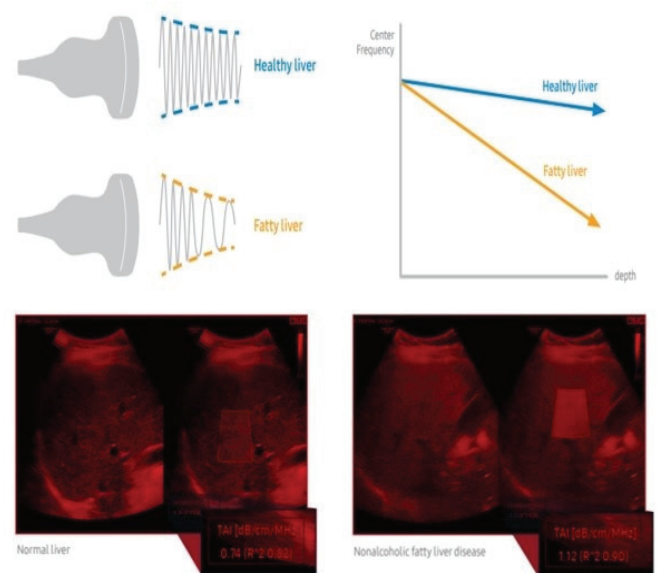 Healthy liver
Fatty liver
Center
Frequency
Healthy liver
Fatty liver
depth
TAI [dB/cm/MHz]
0.74 (R^2 0.82)
Normal liver
TAI [dB/cm/MHz]
1.12 (R^2 0.90)
Nonalcoholic fatty liver disease